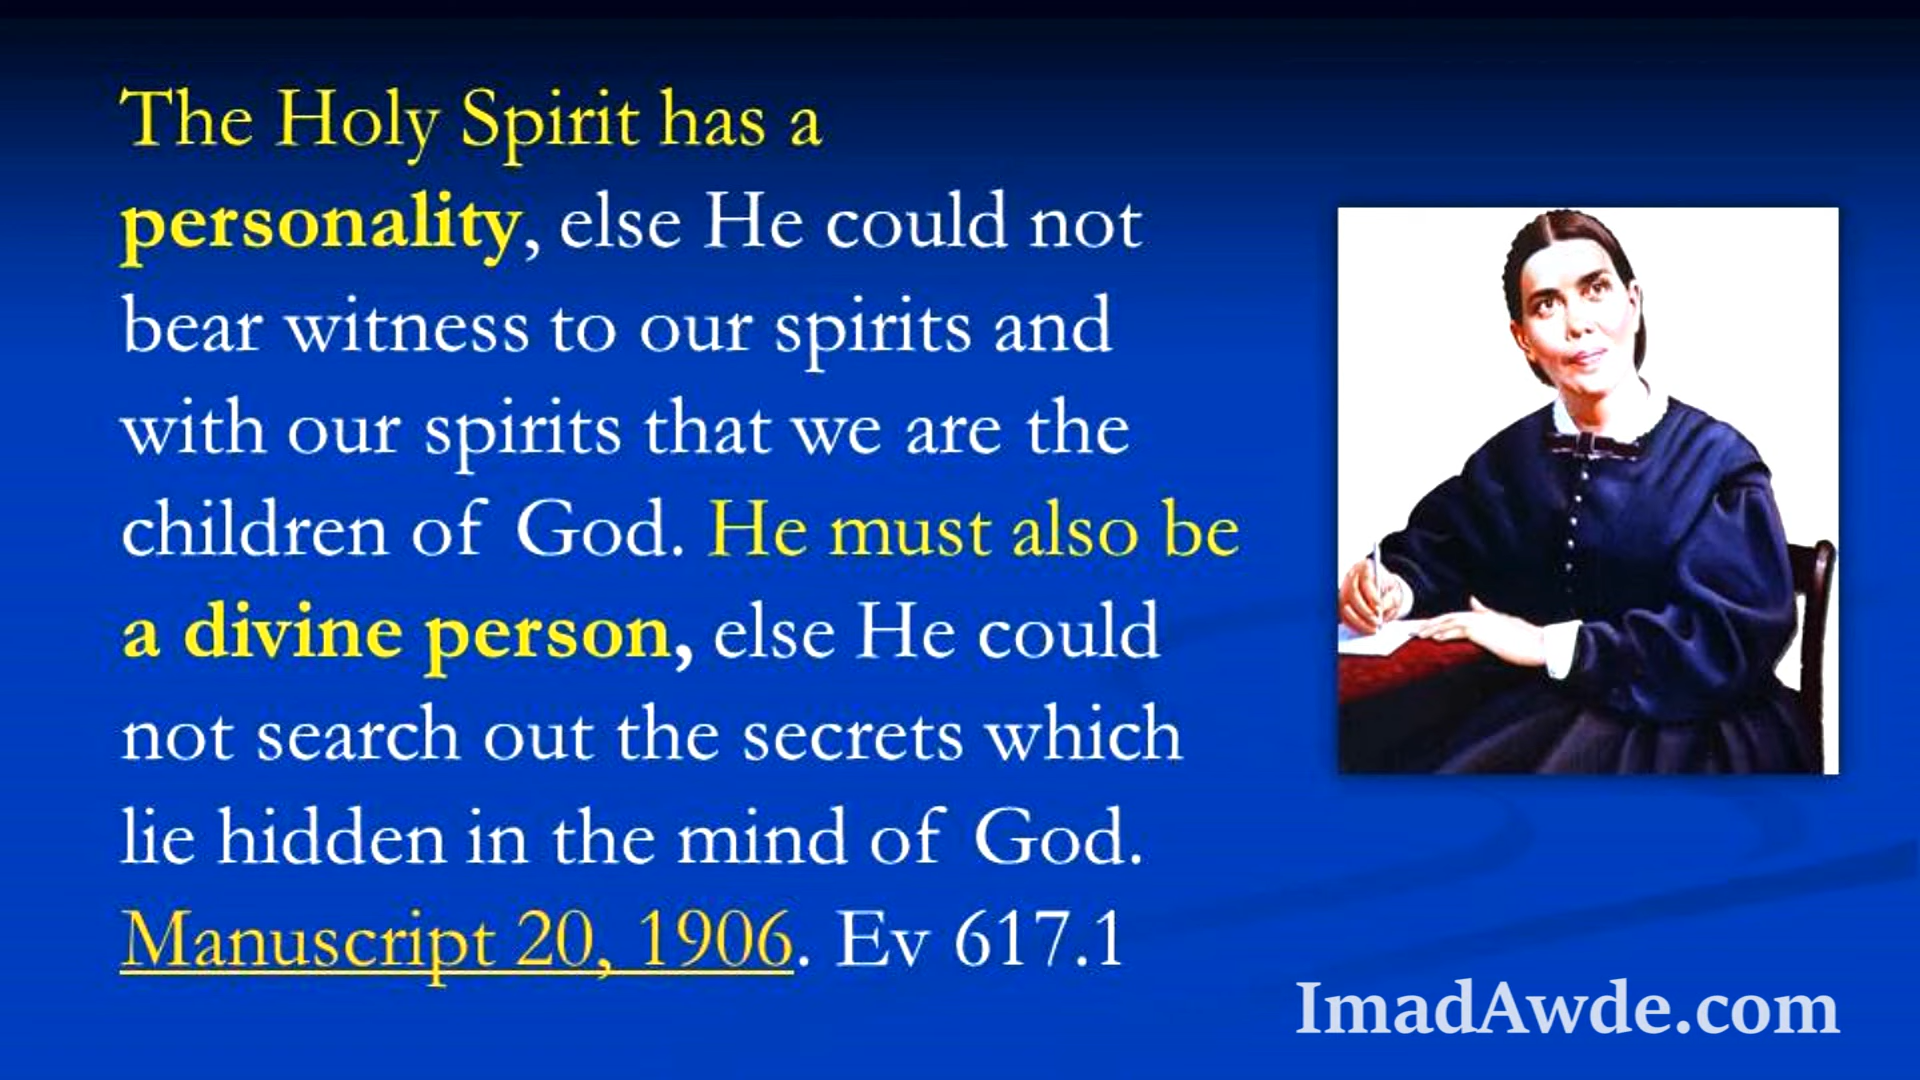 The Holy Spirit has a
personality, else He could not
bear witness to our spirits and
with our spirits that we are the
children of God. He must also be
a divine person, else He could
not search out the secrets which
lie hidden in the mind of God.
Manuscript 20, 1906. Ev 617.1
ImadAwde.com